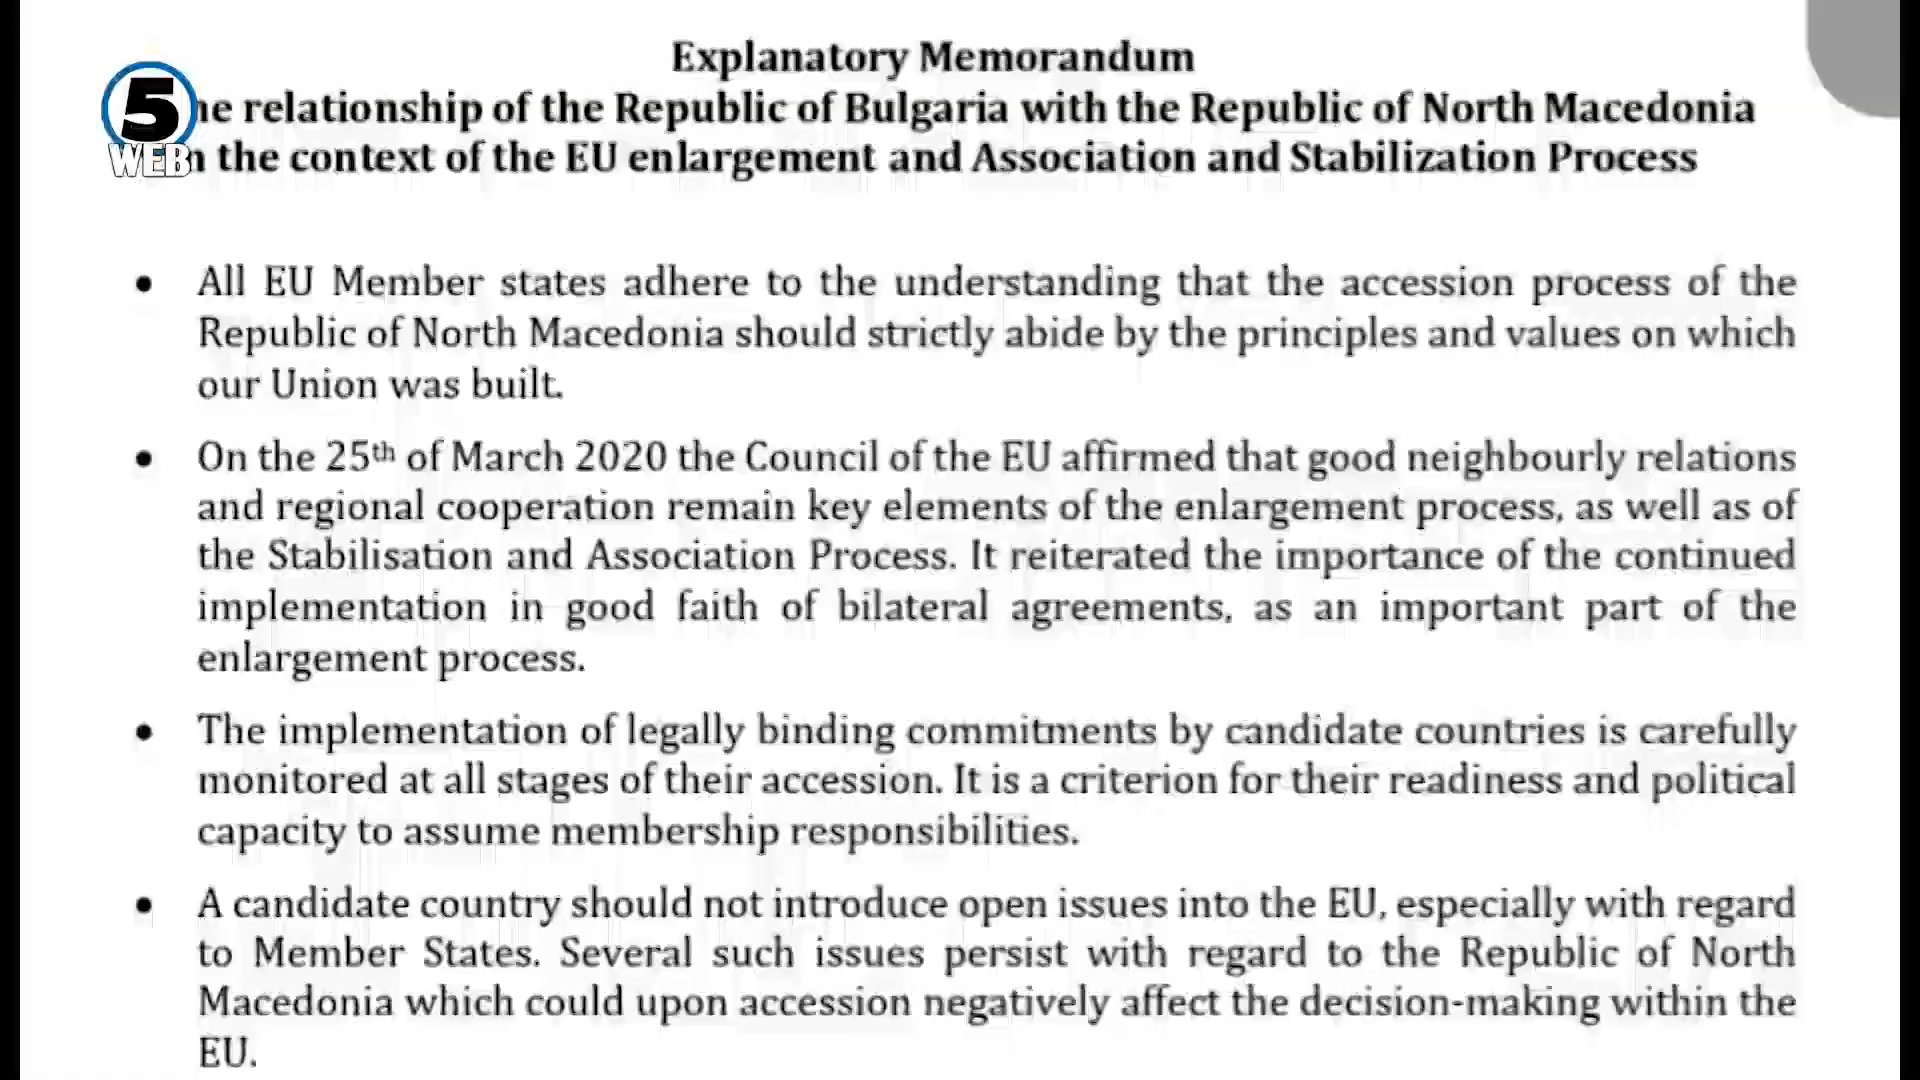 Explanatory Memorandum
he relationship of the Republic of Bulgaria with the Republic of North Macedonia
n the context of the EU enlargement and Association and Stabilization Process
5
WEB
• All EU Member states adhere to the understanding that the accession process of the
Republic of North Macedonia should strictly abide by the principles and values on which
our Union was built.
• On the 25th of March 2020 the Council of the EU affirmed that good neighbourly relations
and regional cooperation remain key elements of the enlargement process, as well as of
the Stabilisation and Association Process. It reiterated the importance of the continued
implementation in good faith of bilateral agreements, as an important part of the
enlargement process.
• The implementation of legally binding commitments by candidate countries is carefully
monitored at all stages of their accession. It is a criterion for their readiness and political
capacity to assume membership responsibilities.
• A candidate country should not introduce open issues into the EU, especially with regard
to Member States. Several such issues persist with regard to the Republic of North
Macedonia which could upon accession negatively affect the decision-making within the
EU.